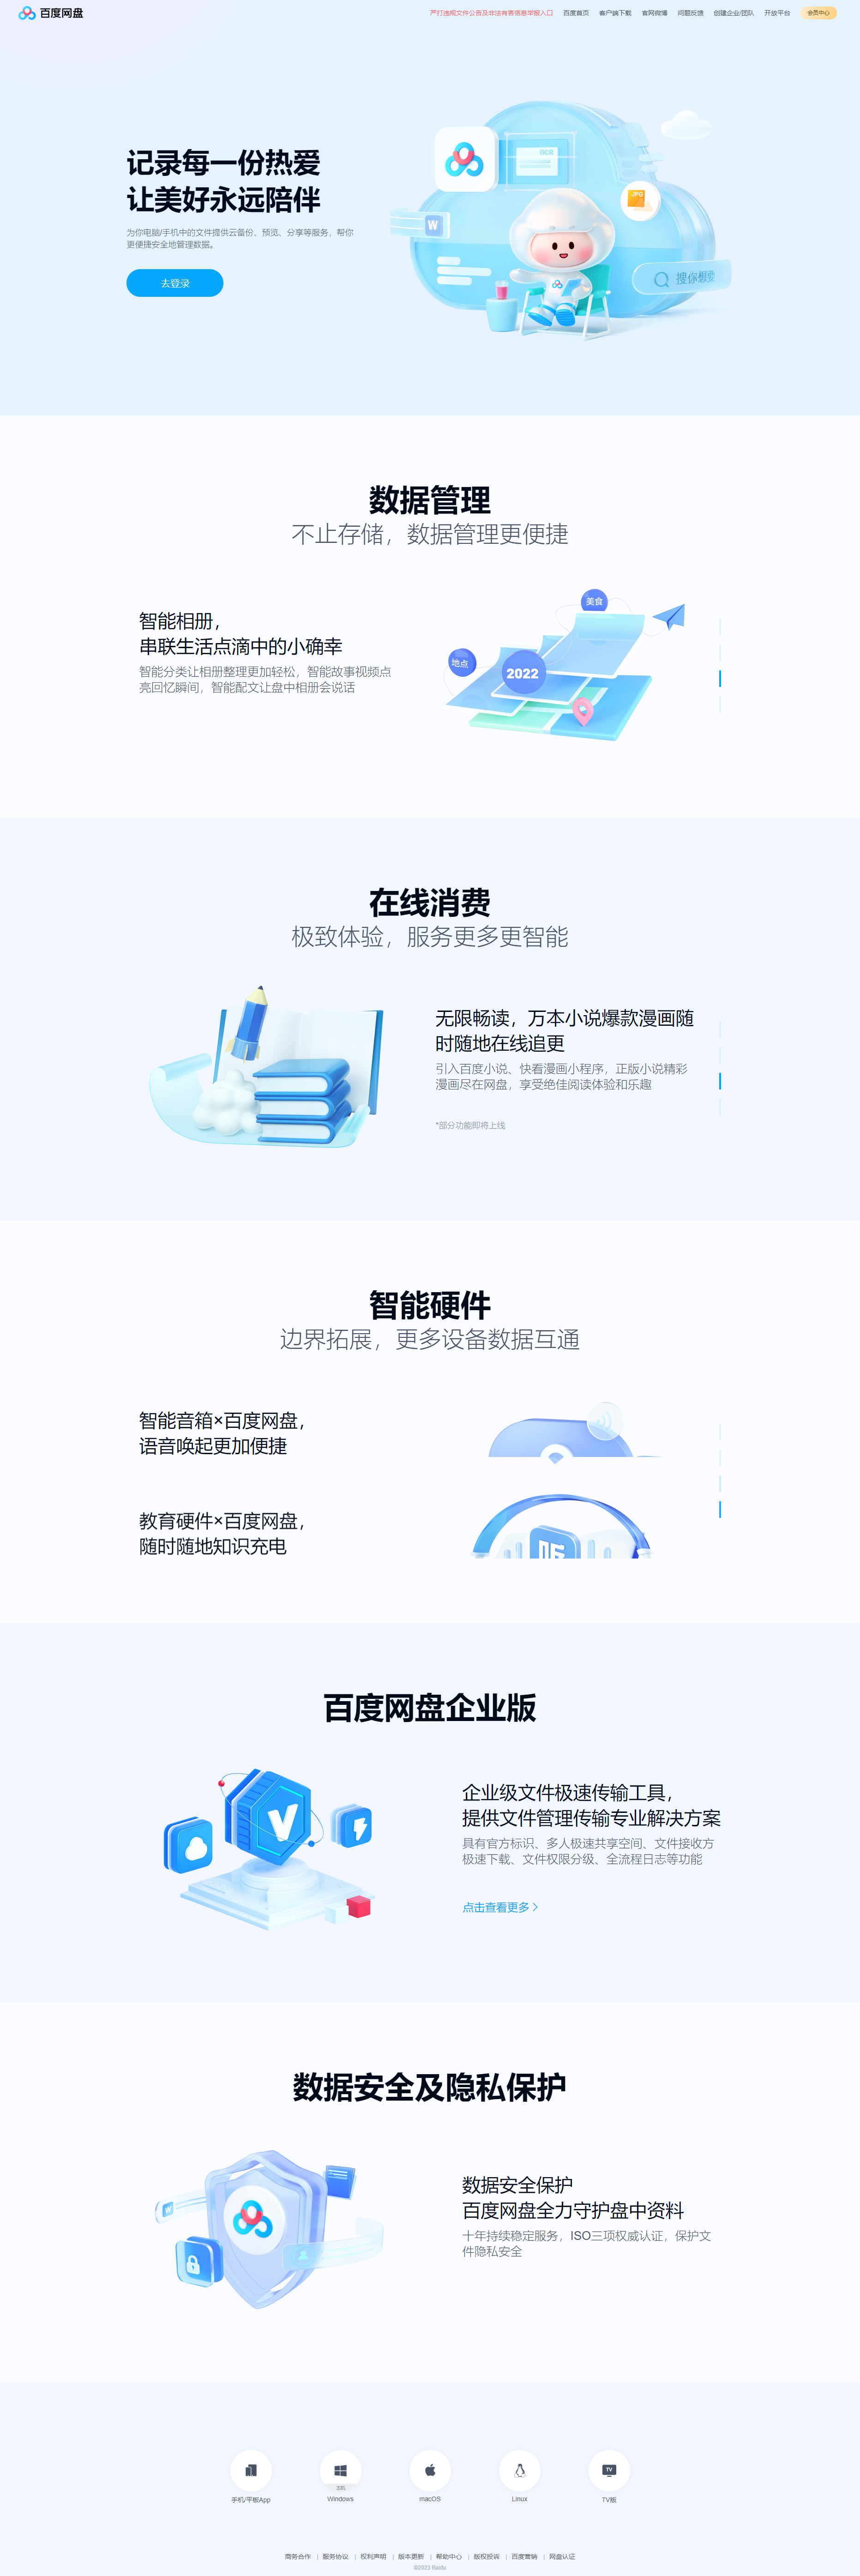 百度网盘
严打违规文件公告及非法有害信息举报入口 百度首页 客户端下载 官网微博 问题反馈 创建企业/团队 开放平台 会员中心
OCR
JPG
W
搜你想要
记录每一份热爱
让美好永远陪伴
为你电脑/手机中的文件提供云备份、预览、分享等服务，帮你
更便捷安全地管理数据。
去登录
数据管理
不止存储，数据管理更便捷
智能相册，
串联生活点滴中的小确幸
智能分类让相册整理更加轻松，智能故事视频点
亮回忆瞬间，智能配文让盘中相册会说话
美食
地点
2022
在线消费
极致体验，服务更多更智能
无限畅读，万本小说爆款漫画随
时随地在线追更
引入百度小说、快看漫画小程序，正版小说精彩
漫画尽在网盘，享受绝佳阅读体验和乐趣
*部分功能即将上线
智能硬件
边界拓展，更多设备数据互通
智能音箱×百度网盘，
语音唤起更加便捷
教育硬件×百度网盘，
随时随地知识充电
百度网盘企业版
V
企业级文件极速传输工具，
提供文件管理传输专业解决方案
具有官方标识、多人极速共享空间、文件接收方
极速下载、文件权限分级、全流程日志等功能
点击查看更多 >
数据安全及隐私保护
W
数据安全保护
百度网盘全力守护盘中资料
十年持续稳定服务，ISO三项权威认证，保护文
件隐私安全
TV
手机/平板App Windows macOS Linux TV版
商务合作 | 服务协议 | 权利声明 | 版本更新 | 帮助中心 | 版权投诉 | 百度营销 | 网盘认证
©2023 Baidu